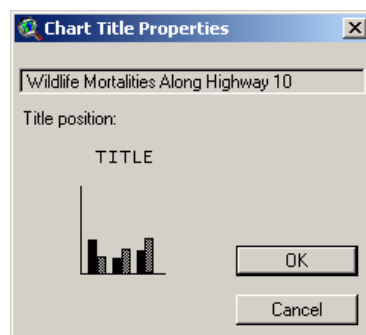 Chart Title Properties
Wildlife Mortalities Along Highway 10
Title position:
TITLE
OK
Cancel